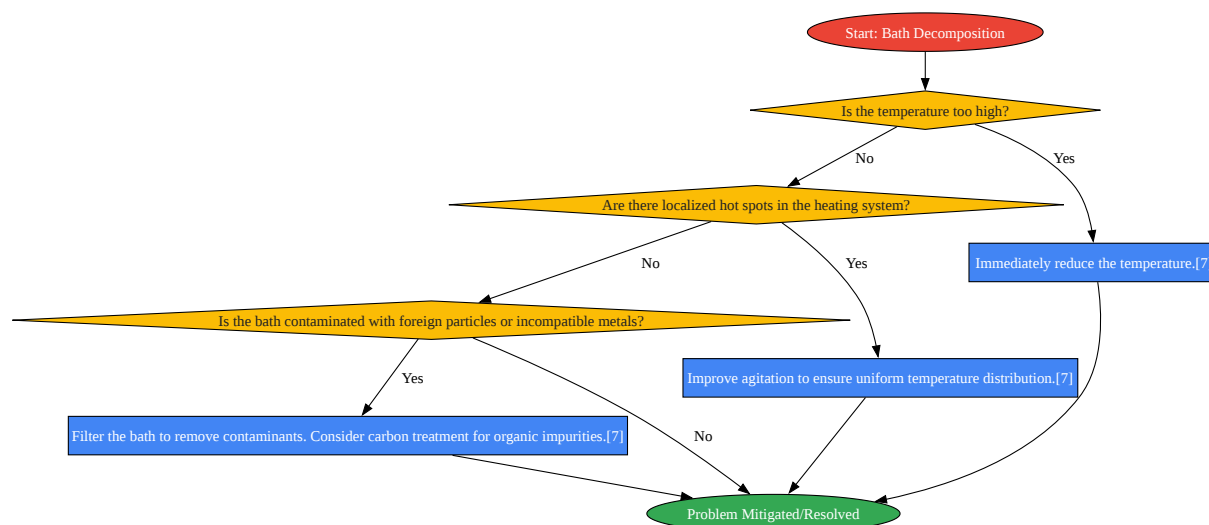 Start: Bath Decomposition
Is the temperature too high?
No
Yes
Are there localized hot spots in the heating system?
No
Yes
Immediately reduce the temperature.[7
Is the bath contaminated with foreign particles or incompatible metals?
Yes
Improve agitation to ensure uniform temperature distribution.[7]
Filter the bath to remove contaminants. Consider carbon treatment for organic impurities.[7]
No
Problem Mitigated/Resolved